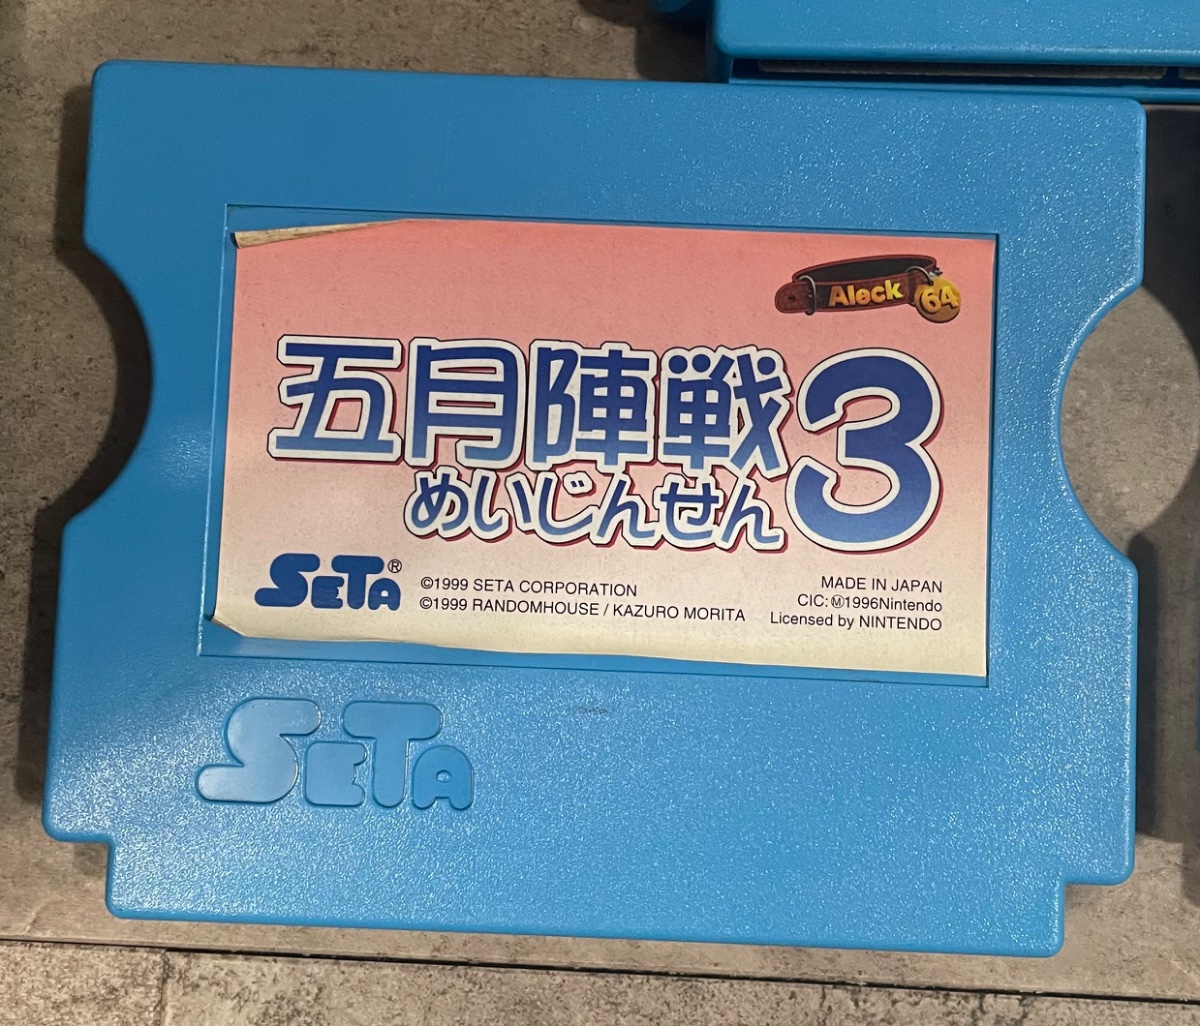 Aleck
64
五月陣戦3
めいじんせん
SETA®
©1999 SETA CORPORATION
©1999 RANDOMHOUSE / KAZURO MORITA
MADE IN JAPAN
CIC:Ⓜ1996Nintendo
Licensed by NINTENDO
SETA